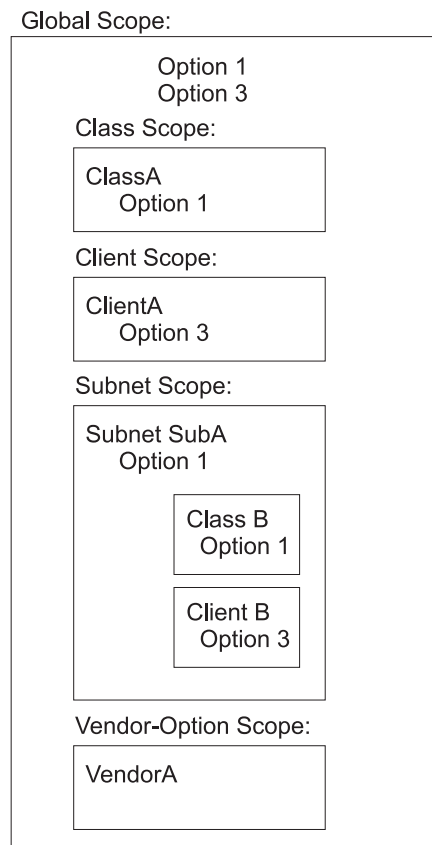 Global Scope:
Option 1
Option 3
Class Scope:
ClassA
Option 1
Client Scope:
ClientA
Option 3
Subnet Scope:
Subnet SubA
Option 1
Class B
Option 1
Client B
Option 3
Vendor-Option Scope:
VendorA